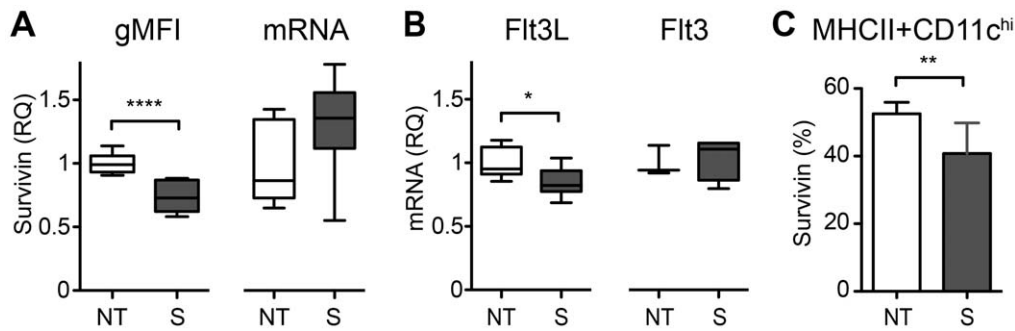 A gMFI mRNA B Flt3L Flt3 C MHCII+CD11chi
Survivin (RQ)
1.5
1
0.5
0
****
NT S NT S
mRNA (RQ)
1.5
1
0.5
0
*
NT S NT S
Survivin (%)
60
40
20
0
**
NT S